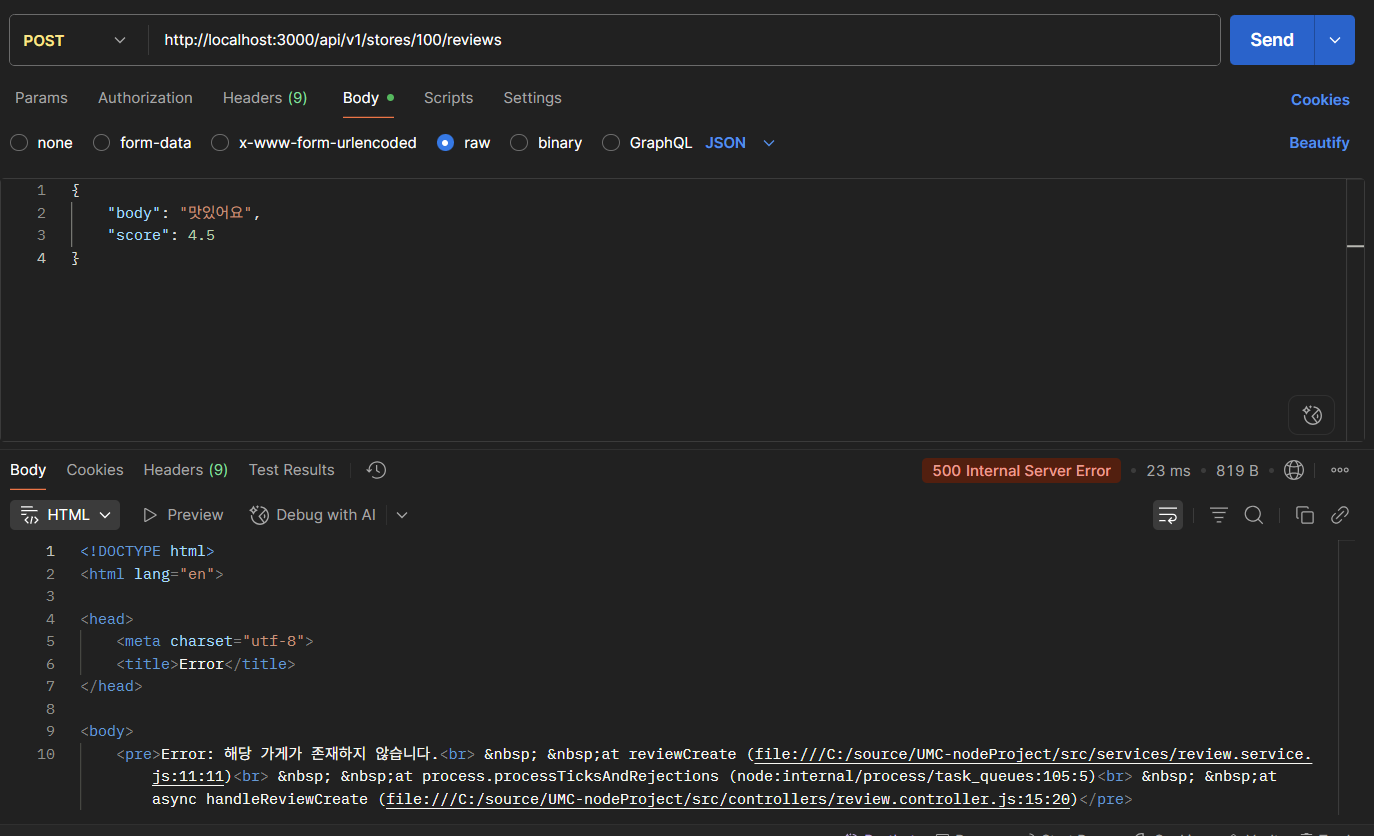 POST http://localhost:3000/api/v1/stores/100/reviews Send
Params Authorization Headers (9) Body Scripts Settings Cookies
none form-data x-www-form-urlencoded raw binary GraphQL JSON Beautify
1 {
2 "body": "맛있어요",
3 "score": 4.5
4 }
Body Cookies Headers (9) Test Results 500 Internal Server Error 23 ms 819 B
HTML Preview Debug with AI
1 <!DOCTYPE html>
2 <html lang="en">
3
4 <head>
5 <meta charset="utf-8">
6 <title>Error</title>
7 </head>
8
9 <body>
10 <pre>Error: 해당 가게가 존재하지 않습니다.<br> &nbsp; &nbsp;at reviewCreate (file:///C:/source/UMC-nodeProject/src/services/review.service.
js:11:11)<br> &nbsp; &nbsp;at process.processTicksAndRejections (node:internal/process/task_queues:105:5)<br> &nbsp; &nbsp;at
async handleReviewCreate (file:///C:/source/UMC-nodeProject/src/controllers/review.controller.js:15:20)</pre>